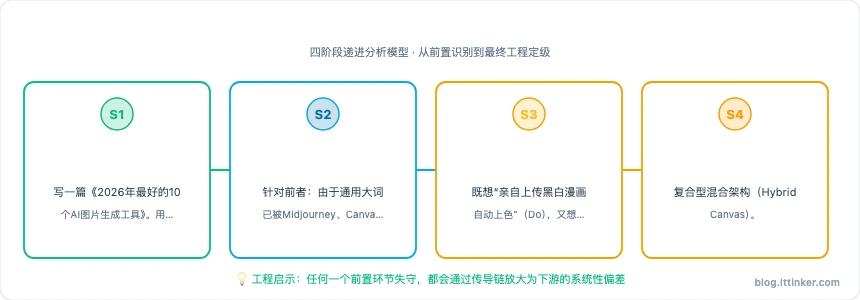 四阶段递进分析模型 · 从前置识别到最终工程定级
S1
写一篇《2026年最好的10
个AI图片生成工具》。用...
S2
针对前者：由于通用大词
已被Midjourney、Canva...
S3
既想“亲自上传黑白漫画
自动上色”（Do），又想...
S4
复合型混合架构（Hybrid
Canvas）。
💡 工程启示：任何一个前置环节失守，都会通过传导链放大为下游的系统性偏差
blog.ittinker.com